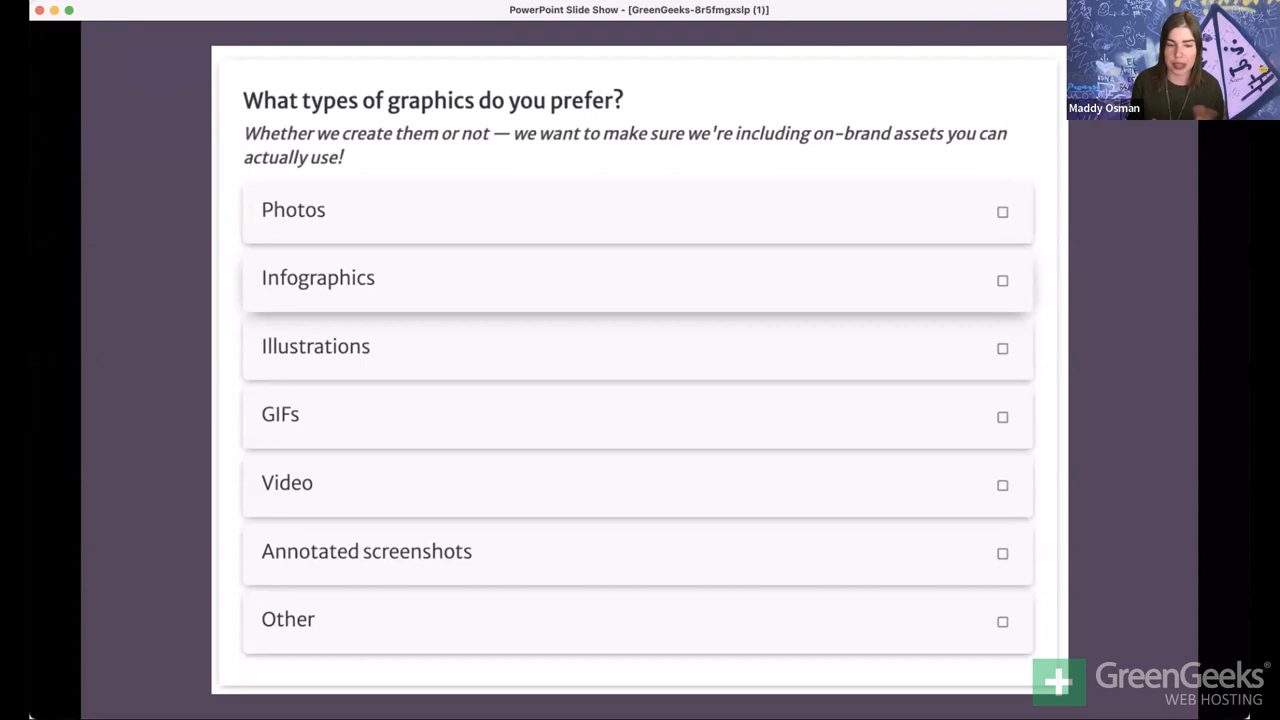 PowerPoint Slide Show - [GreenGeeks-8r5fmgxslp (1)]
Maddy Osman
What types of graphics do you prefer?
Whether we create them or not — we want to make sure we're including on-brand assets you can
actually use!
Photos
Infographics
Illustrations
GIFs
Video
Annotated screenshots
Other
GreenGeeks®
WEB HOSTING